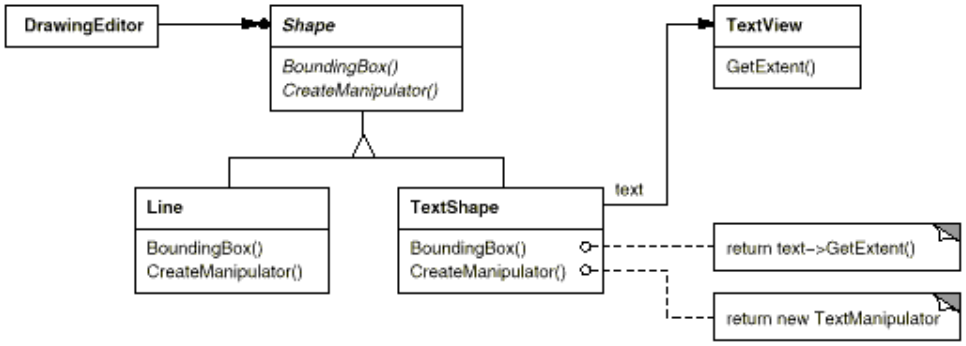 DrawingEditor
Shape
BoundingBox()
CreateManipulator()
TextView
GetExtent()
Line
BoundingBox()
CreateManipulator()
TextShape
BoundingBox()
CreateManipulator()
text
return text->GetExtent()
return new TextManipulator